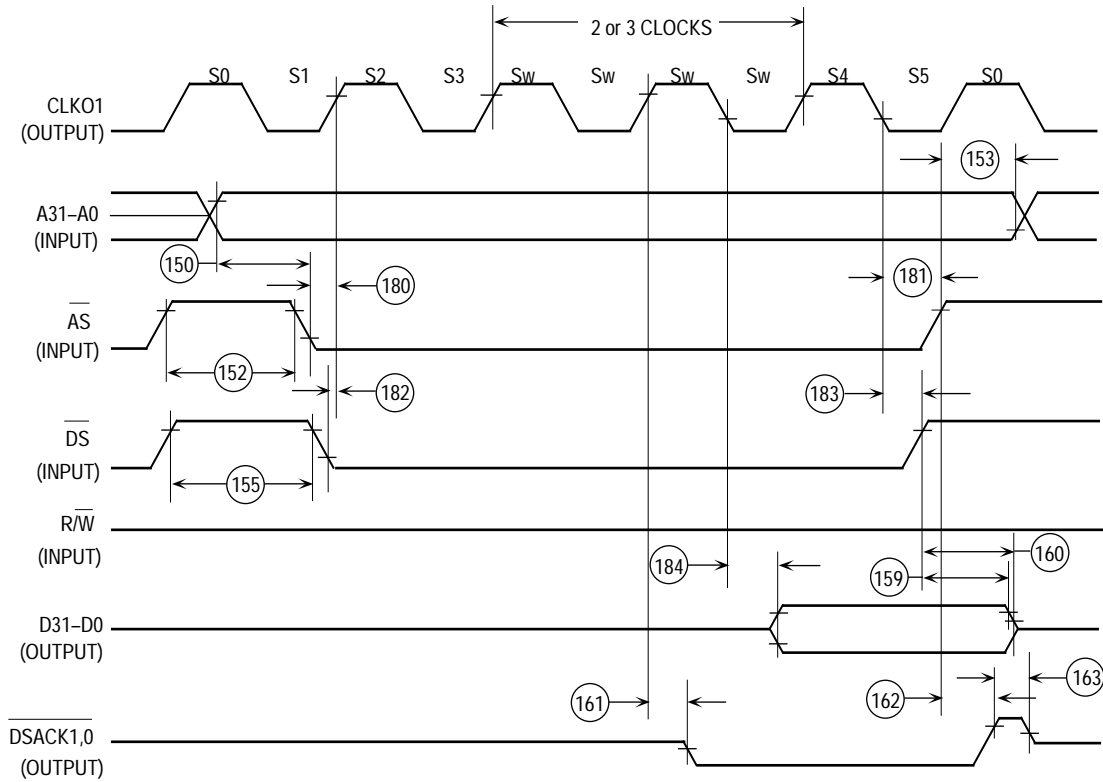 2 or 3 CLOCKS
S0 S1 S2 S3 Sw Sw Sw Sw S4 S5 S0
CLKO1
(OUTPUT)
153
A31–A0
(INPUT)
150
180
181
AS
(INPUT)
152
182
183
DS
(INPUT)
155
R/W
(INPUT)
160
184
159
D31–D0
(OUTPUT)
163
161
162
DSACK1,0
(OUTPUT)